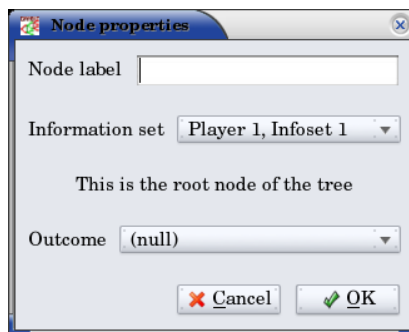 Node properties
Node label
Information set Player 1, Infoset 1
This is the root node of the tree
Outcome (null)
Cancel OK